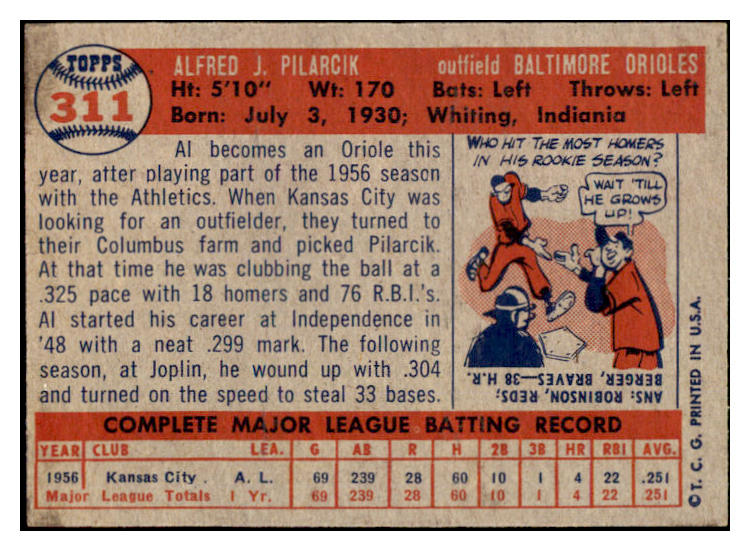 TOPPS
311
ALFRED J. PILARCIK outfield BALTIMORE ORIOLES
Ht: 5'10" Wt: 170 Bats: Left Throws: Left
Born: July 3, 1930; Whiting, Indiania
Al becomes an Oriole this
year, after playing part of the 1956 season
with the Athletics. When Kansas City was
looking for an outfielder, they turned to
their Columbus farm and picked Pilarcik.
At that time he was clubbing the ball at a
.325 pace with 18 homers and 76 R.B.I.'s.
Al started his career at Independence in
'48 with a neat .299 mark. The following
season, at Joplin, he wound up with .304
and turned on the speed to steal 33 bases.
WHO HIT THE MOST HOMERS
IN HIS ROOKIE SEASON?
WAIT 'TILL
HE GROWS
UP!
ANS: ROBINSON, REDS;
BERGER, BRAVES—38 H.R.
COMPLETE MAJOR LEAGUE BATTING RECORD
YEAR CLUB LEA. G AB R H 2B 3B HR RBI AVG.
1956 Kansas City . A. L. 69 239 28 60 10 1 4 22 .251
Major League Totals 1 Yr. 69 239 28 60 10 1 4 22 .251
© T. C. G. PRINTED IN U.S.A.